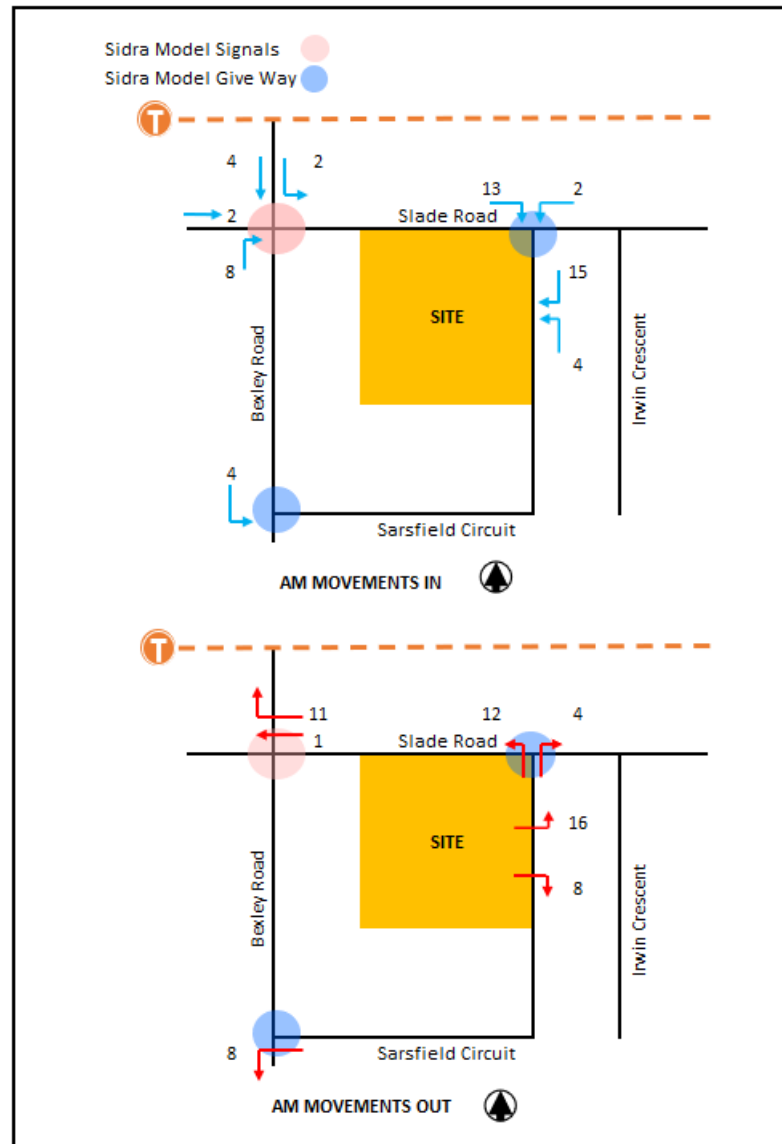 Sidra Model Signals
Sidra Model Give Way
T
4 2
2 13 2
Slade Road
8 15
SITE
4
Bexley Road
Irwin Crescent
4
Sarsfield Circuit
AM MOVEMENTS IN
T
11 12 4
1 Slade Road
16
SITE
8
Bexley Road
Irwin Crescent
8 Sarsfield Circuit
AM MOVEMENTS OUT